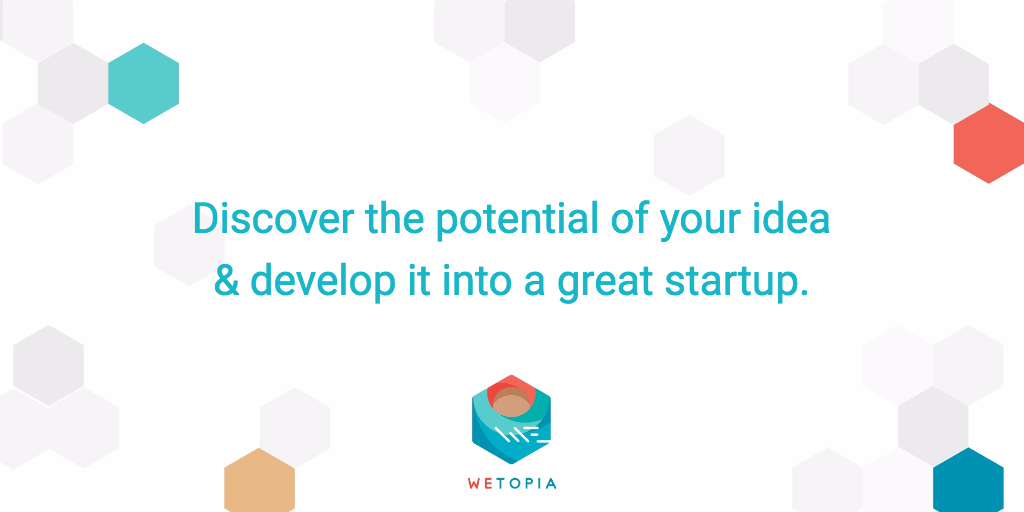 Discover the potential of your idea
& develop it into a great startup.
WETOPIA